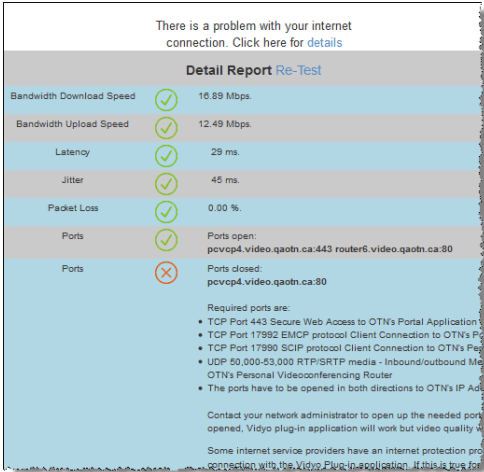 There is a problem with your internet
connection. Click here for details
Detail Report Re-Test
Bandwidth Download Speed 16.89 Mbps.
Bandwidth Upload Speed 12.49 Mbps.
Latency 29 ms.
Jitter 45 ms.
Packet Loss 0.00 %.
Ports Ports open:
pcvcp4.video.qaotn.ca:443 router6.video.qaotn.ca:80
Ports Ports closed:
pcvcp4.video.qaotn.ca:80
Required ports are:
• TCP Port 443 Secure Web Access to OTN's Portal Application
• TCP Port 17992 EMCP protocol Client Connection to OTN's
• TCP Port 17990 SCIP protocol Client Connection to OTN's
• UDP 50,000-53,000 RTP/SRTP media - Inbound/outbound
OTN's Personal Videoconferencing Router
• The ports have to be opened in both directions to OTN's IP
Contact your network administrator to open up the needed
opened, Vidyo plug-in application will work but video quality
Some internet service providers have an internet protection
connection with the Vidyo Plug-in application. If this is true for